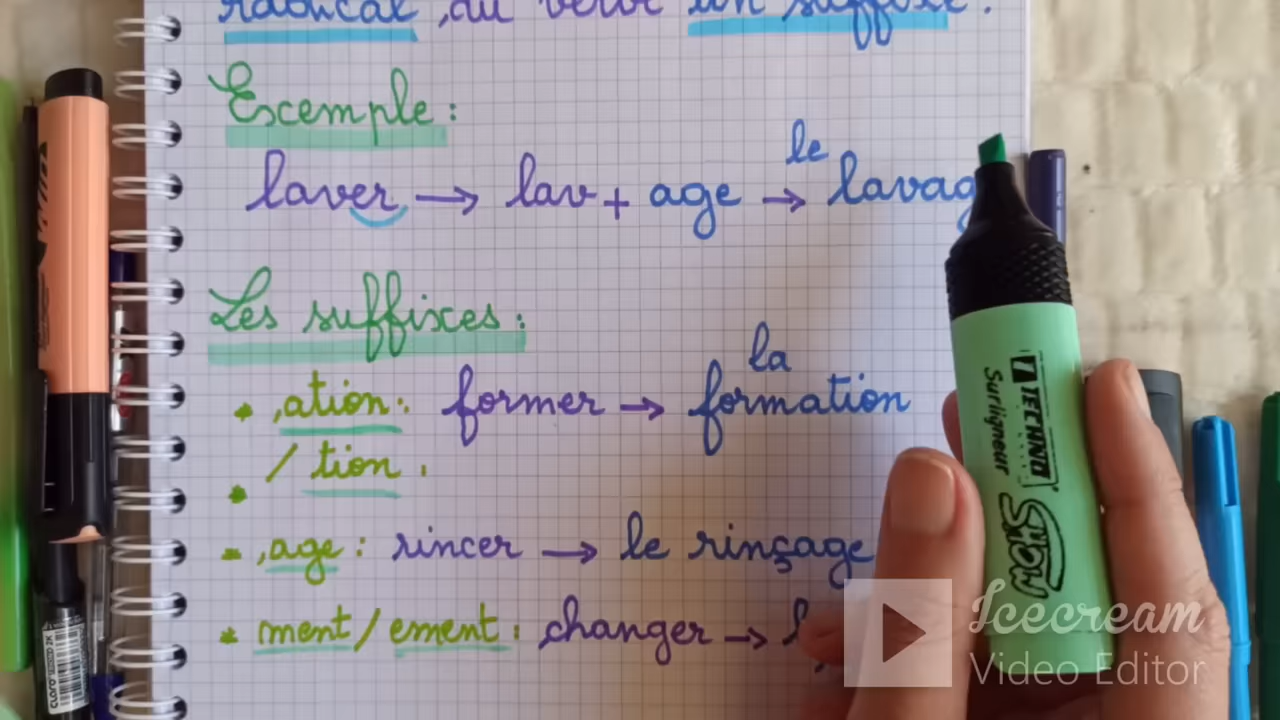 radical du verbe un suffixe.
Exemple :
laver → lav + age → le lavag
Les suffixes :
ation : former → la formation
/ tion .
age : rincer → le rinçage
ment / ement : changer → l
TECHNO
Surligneur
SHOW
claro
Icecream
Video Editor